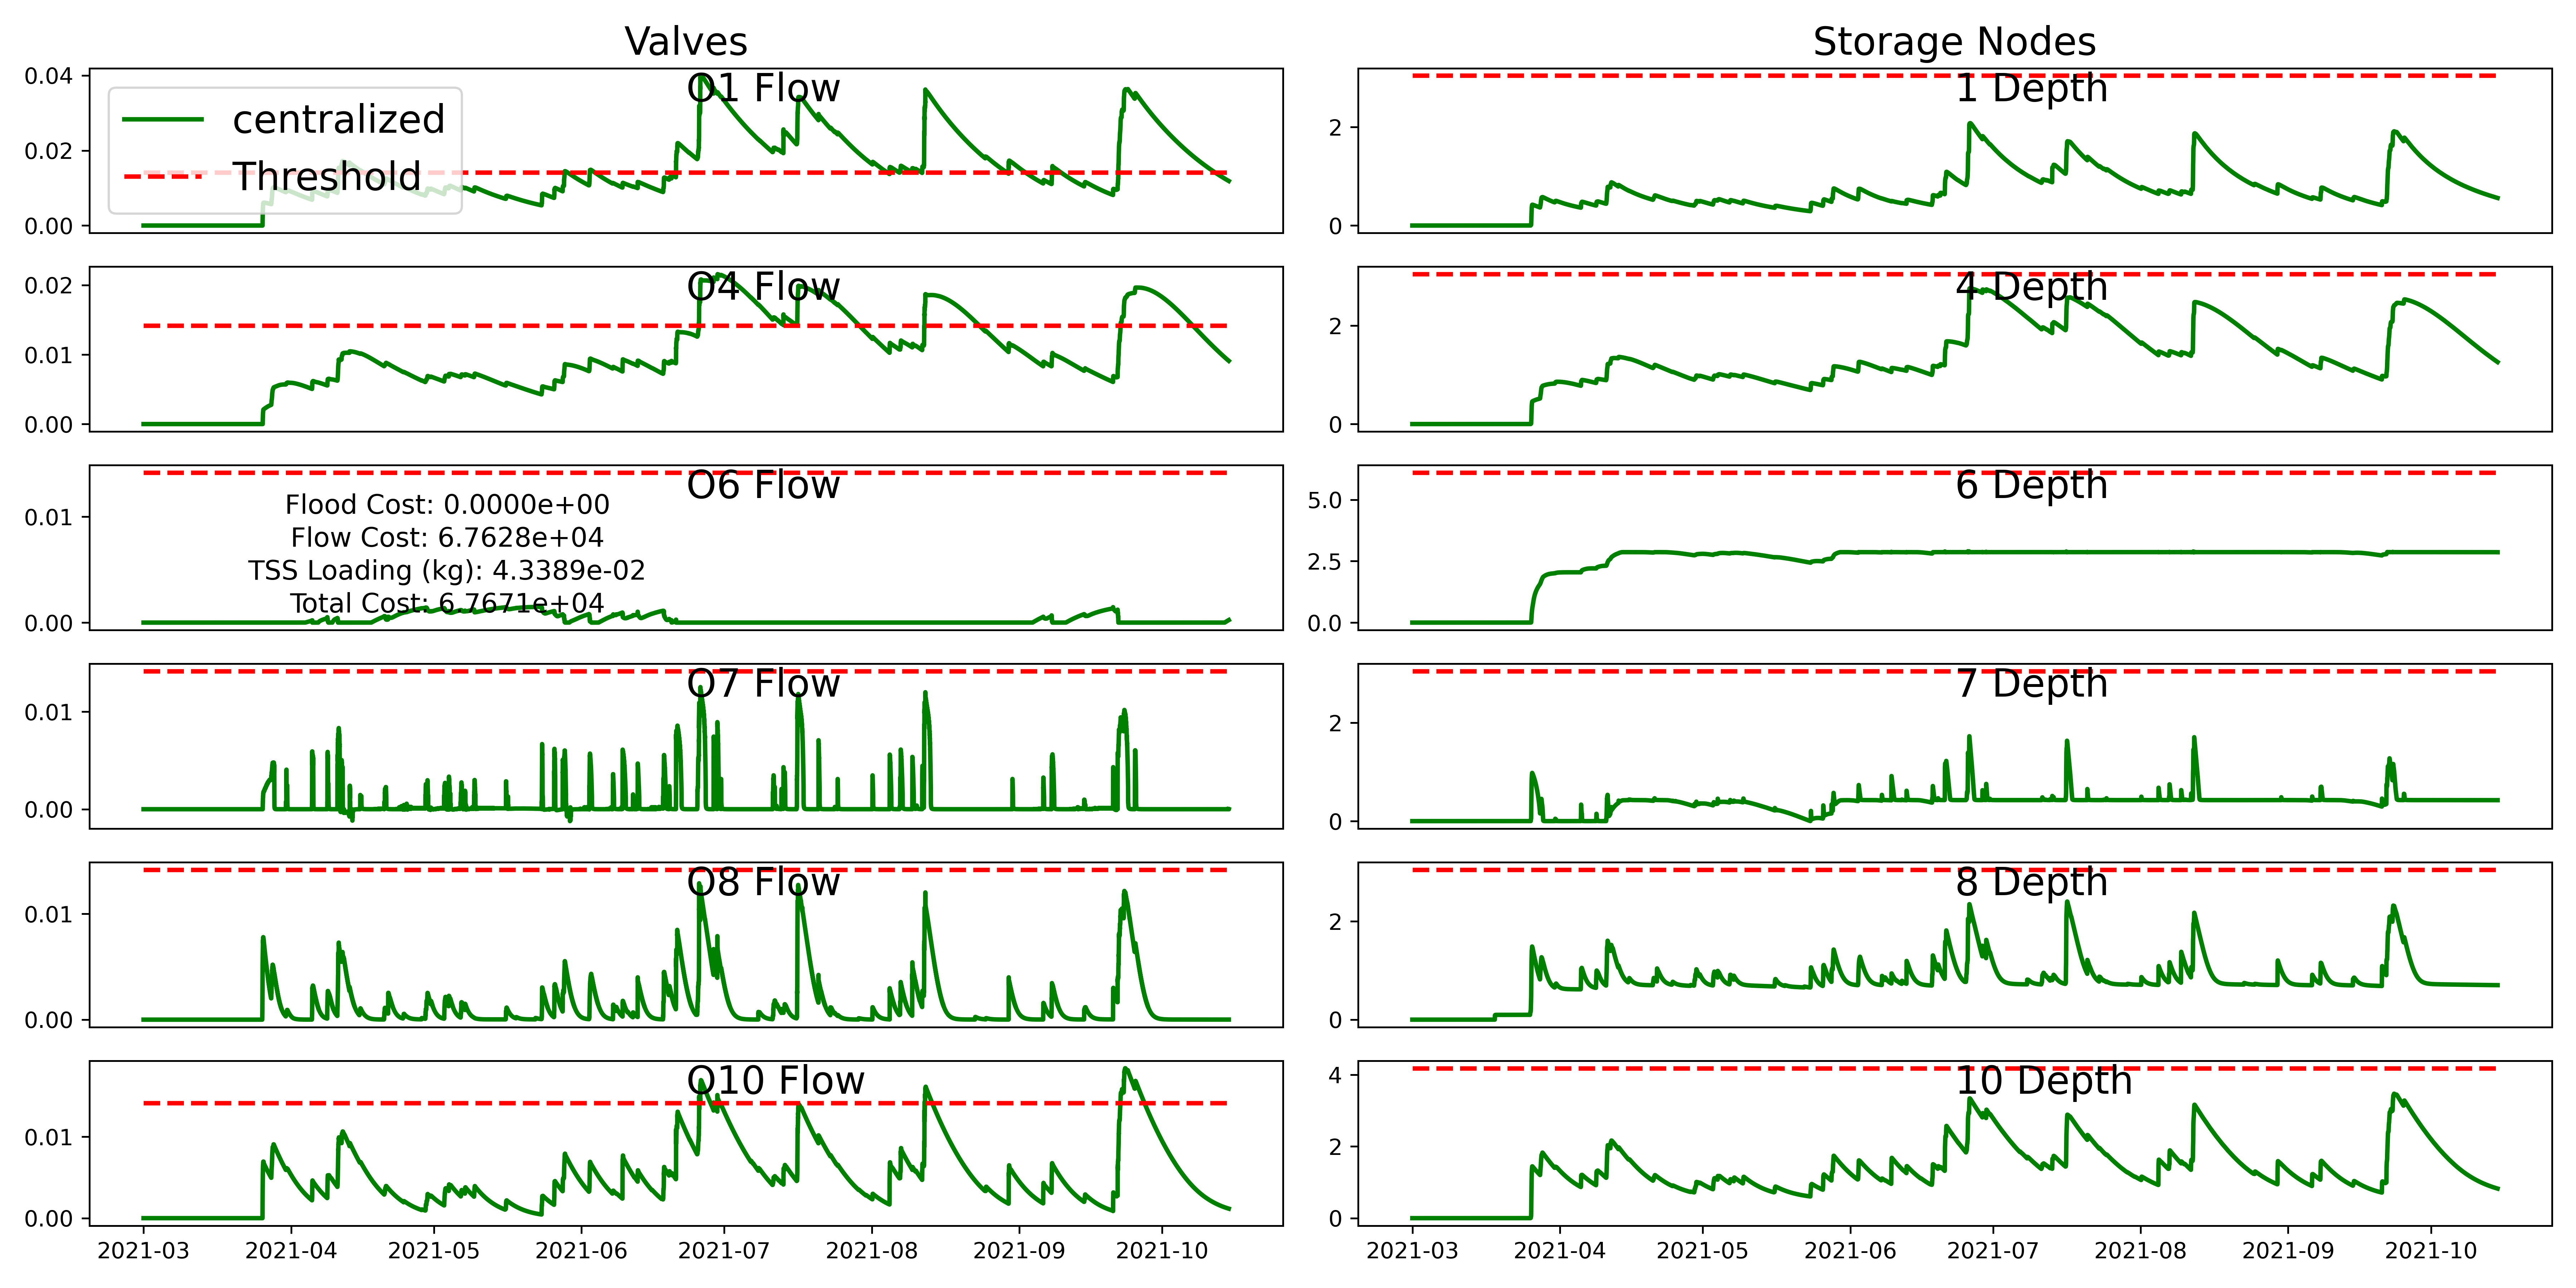 Valves
Storage Nodes
0.04
0.02
0.00
O1 Flow
centralized
Threshold
2
0
1 Depth
0.02
0.01
0.00
O4 Flow
2
0
4 Depth
0.01
0.00
O6 Flow
Flood Cost: 0.0000e+00
Flow Cost: 6.7628e+04
TSS Loading (kg): 4.3389e-02
Total Cost: 6.7671e+04
5.0
2.5
0.0
6 Depth
0.01
0.00
O7 Flow
2
0
7 Depth
0.01
0.00
O8 Flow
2
0
8 Depth
0.01
0.00
O10 Flow
4
2
0
10 Depth
2021-03 2021-04 2021-05 2021-06 2021-07 2021-08 2021-09 2021-10
2021-03 2021-04 2021-05 2021-06 2021-07 2021-08 2021-09 2021-10